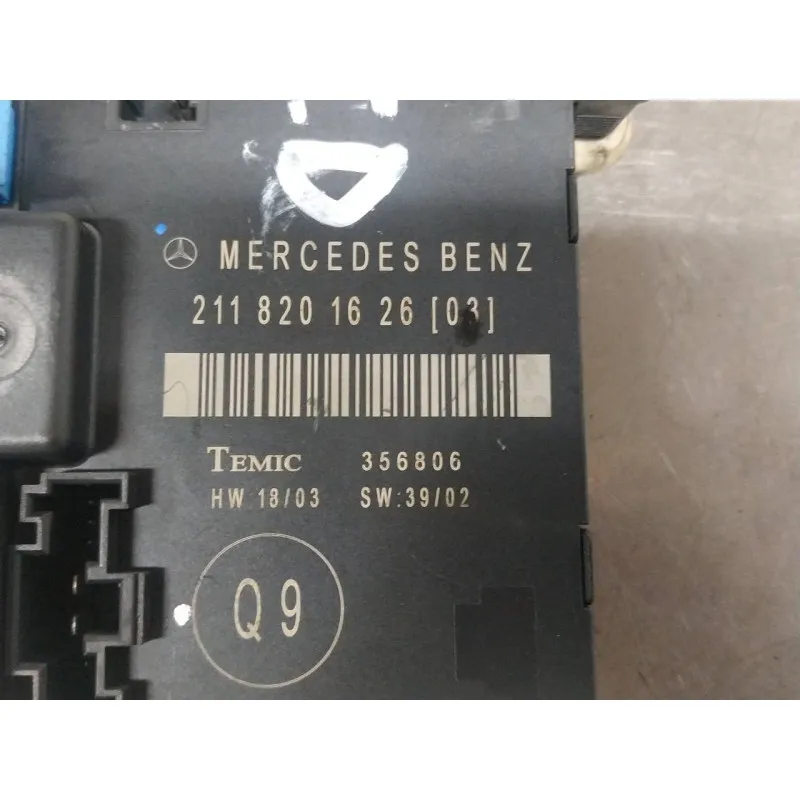 D
MERCEDES BENZ
211 820 16 26 [03]
TEMIC 356806
HW 18/03 SW:39/02
Q9